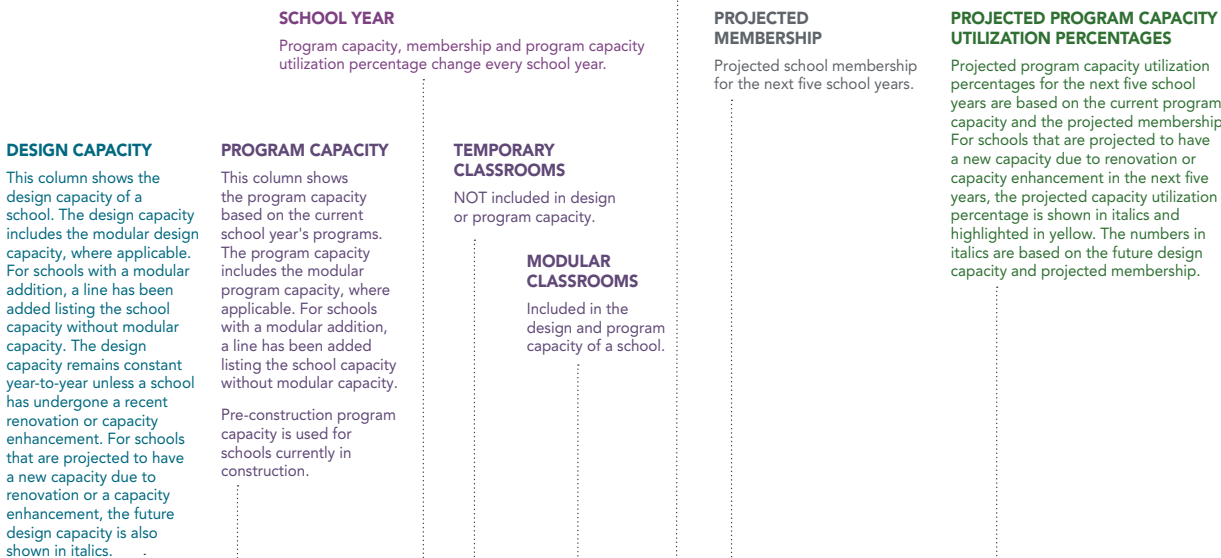 SCHOOL YEAR
Program capacity, membership and program capacity
utilization percentage change every school year.
PROJECTED
MEMBERSHIP
Projected school membership
for the next five school years.
PROJECTED PROGRAM CAPACITY
UTILIZATION PERCENTAGES
Projected program capacity utilization
percentages for the next five school
years are based on the current program
capacity and the projected membership
For schools that are projected to have
a new capacity due to renovation or
capacity enhancement in the next five
years, the projected capacity utilization
percentage is shown in italics and
highlighted in yellow. The numbers in
italics are based on the future design
capacity and projected membership.
DESIGN CAPACITY
This column shows the
design capacity of a
school. The design capacity
includes the modular design
capacity, where applicable.
For schools with a modular
addition, a line has been
added listing the school
capacity without modular
capacity. The design
capacity remains constant
year-to-year unless a school
has undergone a recent
renovation or capacity
enhancement. For schools
that are projected to have
a new capacity due to
renovation or a capacity
enhancement, the future
design capacity is also
shown in italics.
PROGRAM CAPACITY
This column shows
the program capacity
based on the current
school year's programs.
The program capacity
includes the modular
program capacity, where
applicable. For schools
with a modular addition,
a line has been added
listing the school capacity
without modular capacity.
Pre-construction program
capacity is used for
schools currently in
construction.
TEMPORARY
CLASSROOMS
NOT included in design
or program capacity.
MODULAR
CLASSROOMS
Included in the
design and program
capacity of a school.